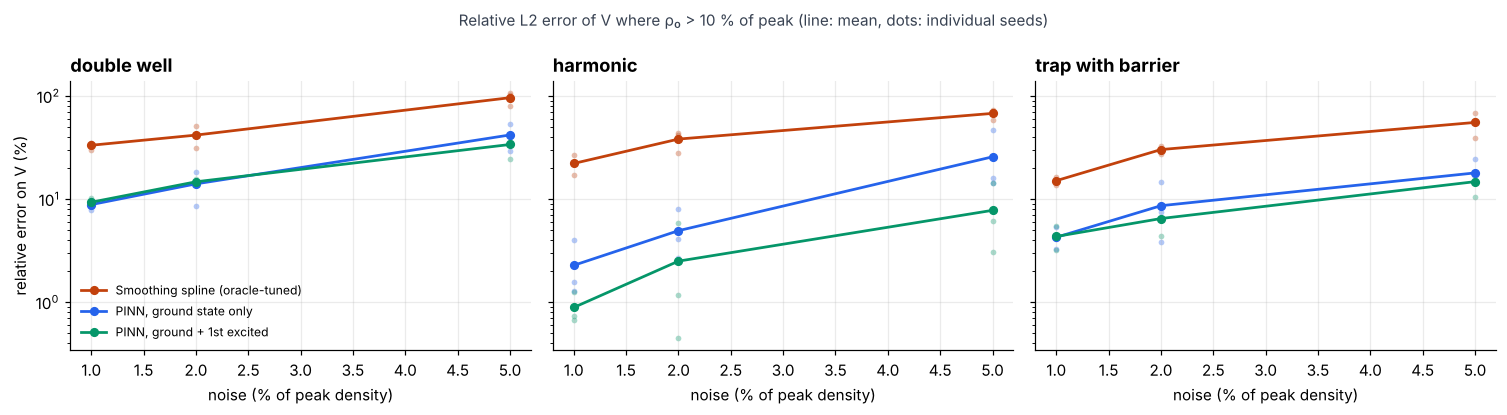 Relative L2 error of V where ρ₀ > 10 % of peak (line: mean, dots: individual seeds)
double well
harmonic
trap with barrier
relative error on V (%)
10²
10¹
10⁰
Smoothing spline (oracle-tuned)
PINN, ground state only
PINN, ground + 1st excited
1.0 1.5 2.0 2.5 3.0 3.5 4.0 4.5 5.0
1.0 1.5 2.0 2.5 3.0 3.5 4.0 4.5 5.0
1.0 1.5 2.0 2.5 3.0 3.5 4.0 4.5 5.0
noise (% of peak density)
noise (% of peak density)
noise (% of peak density)